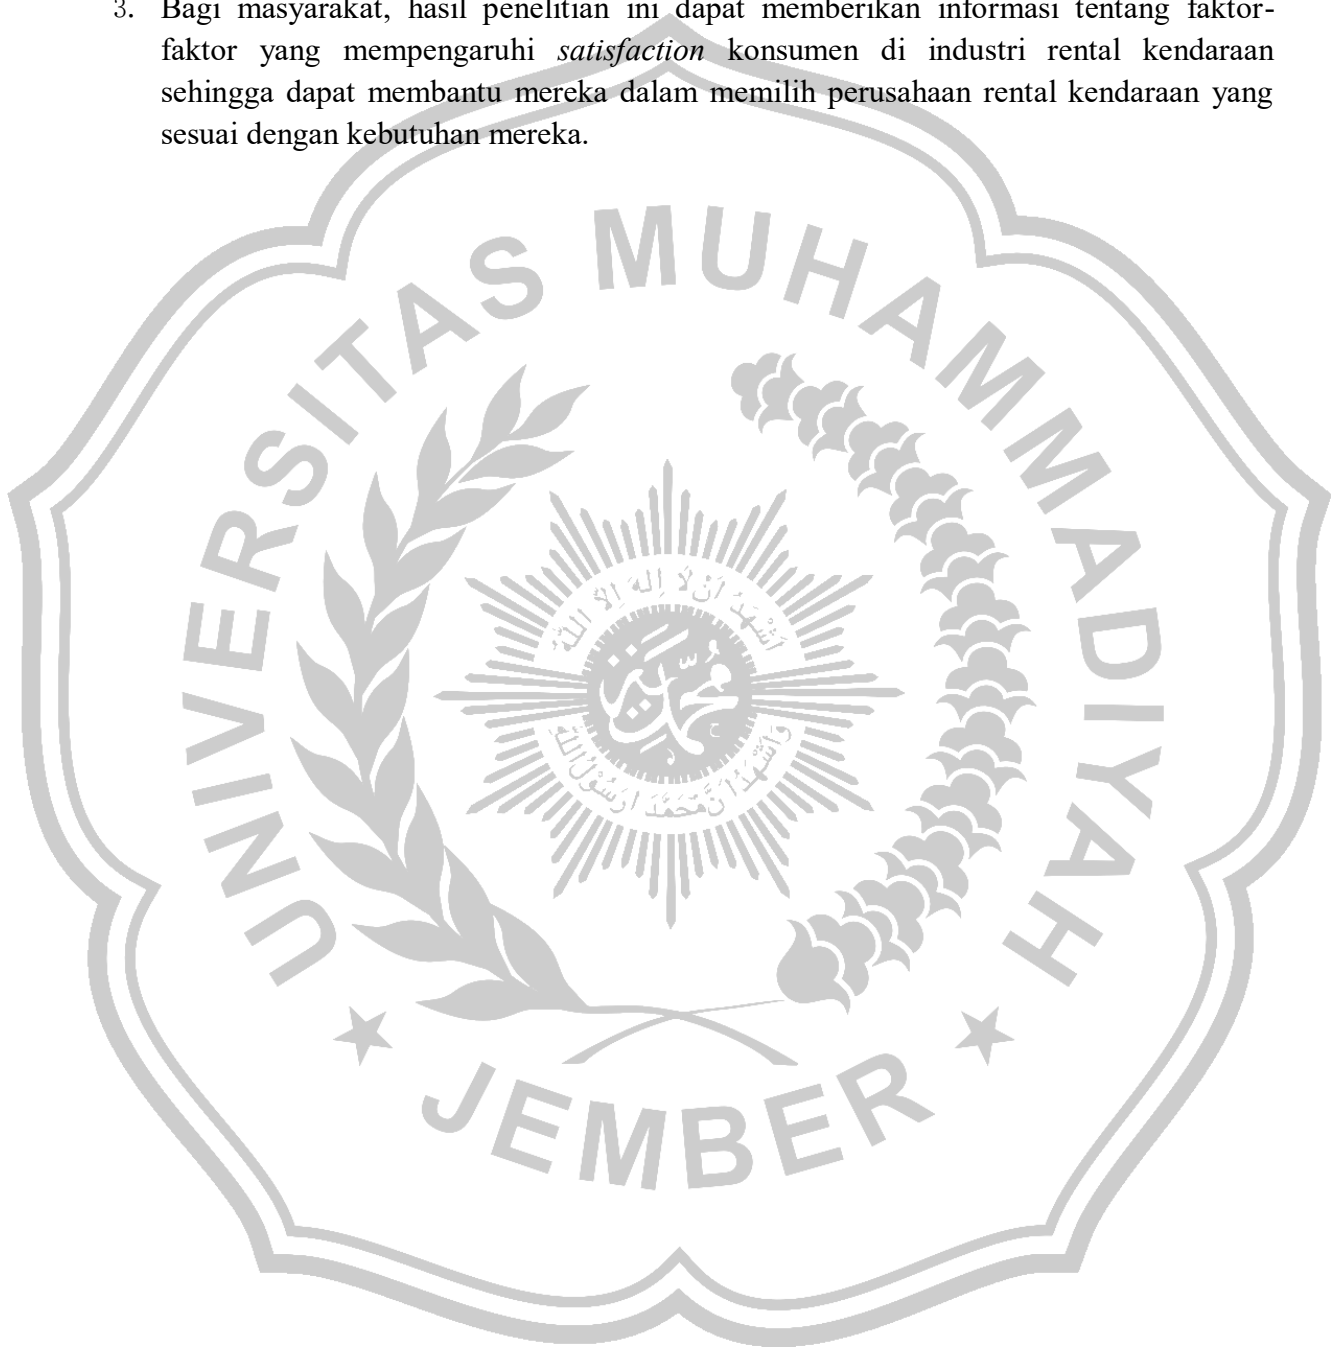 3. Bagi masyarakat, hasil penelitian ini dapat memberikan informasi tentang faktor-
faktor yang mempengaruhi satisfaction konsumen di industri rental kendaraan
sehingga dapat membantu mereka dalam memilih perusahaan rental kendaraan yang
sesuai dengan kebutuhan mereka.
UNIVERSITAS MUHAMMADIYAH
JEMBER